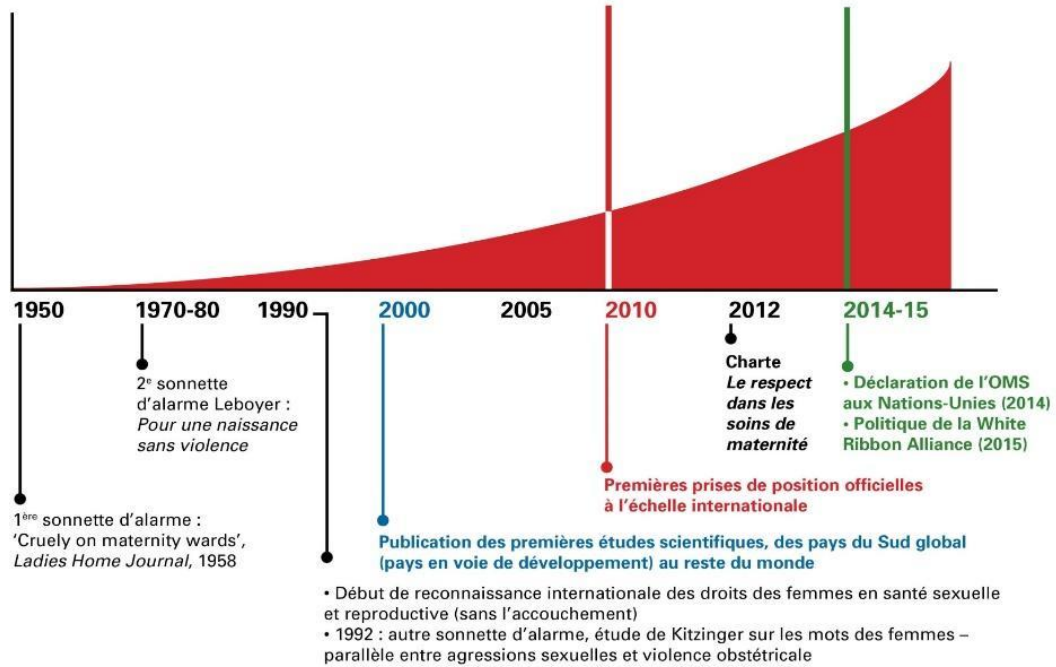 1950
1970-80
1990
2000
2005
2010
2012
2014-15
2e sonnette
d’alarme Leboyer :
Pour une naissance
sans violence
Charte
Le respect
dans les
soins de
maternité
• Déclaration de l’OMS
aux Nations-Unies (2014)
• Politique de la White
Ribbon Alliance (2015)
Premières prises de position officielles
à l’échelle internationale
1ère sonnette d’alarme :
‘Cruely on maternity wards’,
Ladies Home Journal, 1958
Publication des premières études scientifiques, des pays du Sud global
(pays en voie de développement) au reste du monde
• Début de reconnaissance internationale des droits des femmes en santé sexuelle
et reproductive (sans l’accouchement)
• 1992 : autre sonnette d’alarme, étude de Kitzinger sur les mots des femmes –
parallèle entre agressions sexuelles et violence obstétricale